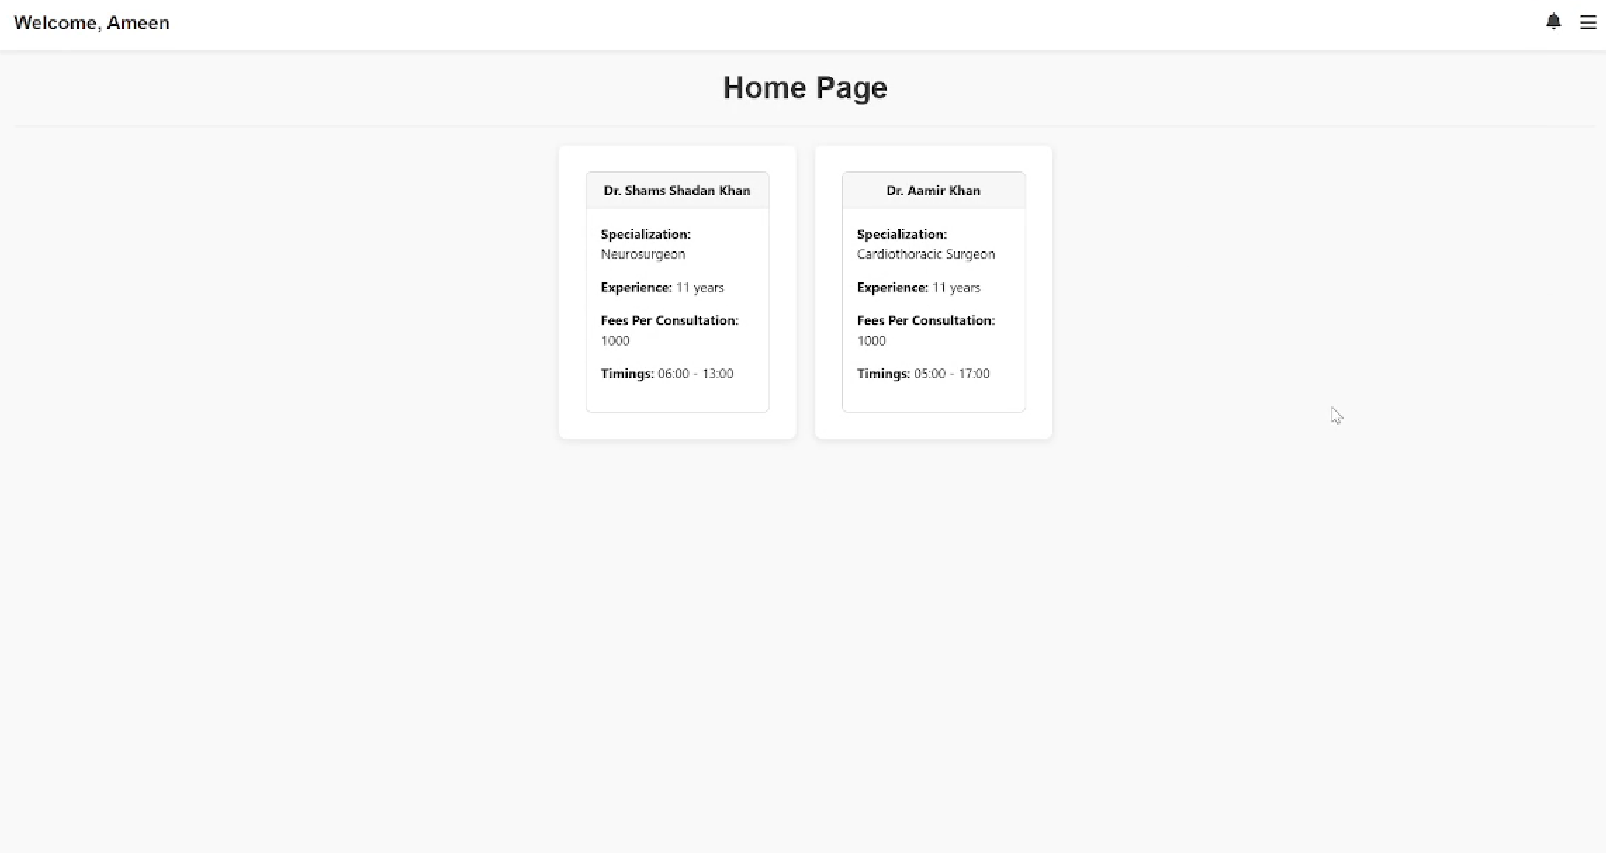 Welcome, Ameen
Home Page
Dr. Shams Shadan Khan
Specialization:
Neurosurgeon
Experience: 11 years
Fees Per Consultation:
1000
Timings: 06:00 - 13:00
Dr. Aamir Khan
Specialization:
Cardiothoracic Surgeon
Experience: 11 years
Fees Per Consultation:
1000
Timings: 05:00 - 17:00